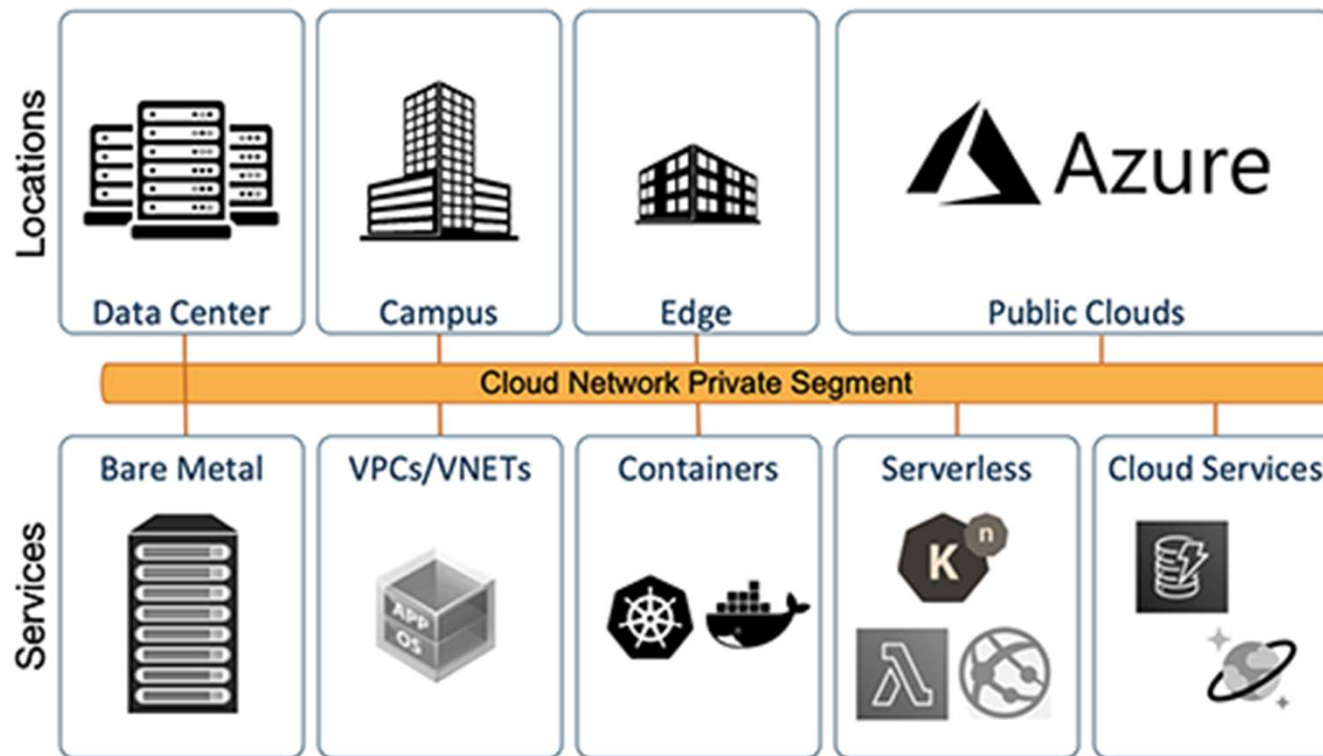 Locations
Azure
Data Center
Campus
Edge
Public Clouds
Cloud Network Private Segment
Services
Bare Metal
VPCs/VNETs
Containers
Serverless
Cloud Services
APP
OS
K
n
λ